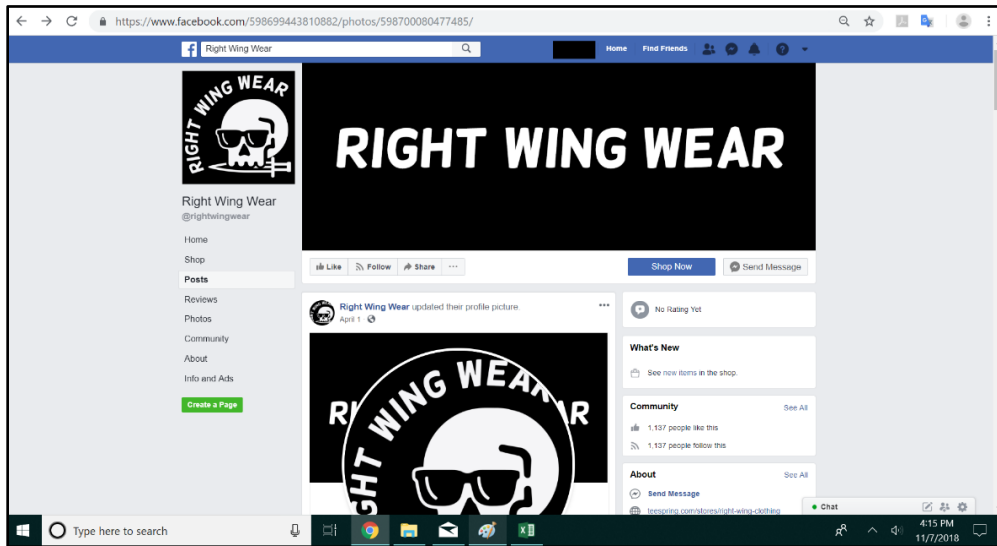 https://www.facebook.com/598699443810882/photos/598700080477485/
Right Wing Wear
Home Find Friends
RIGHT WING WEAR
RIGHT WING WEAR
Right Wing Wear
@rightwingwear
Home
Shop
Posts
Reviews
Photos
Community
About
Info and Ads
Create a Page
Like Follow Share ...
Shop Now Send Message
Right Wing Wear updated their profile picture.
April 1 ·
RIGHT WING WEAR
No Rating Yet
What's New
See new items in the shop.
Community See All
1,137 people like this
1,137 people follow this
About See All
Send Message
teespring.com/stores/right-wing-clothing
Chat
Type here to search
4:15 PM
11/7/2018